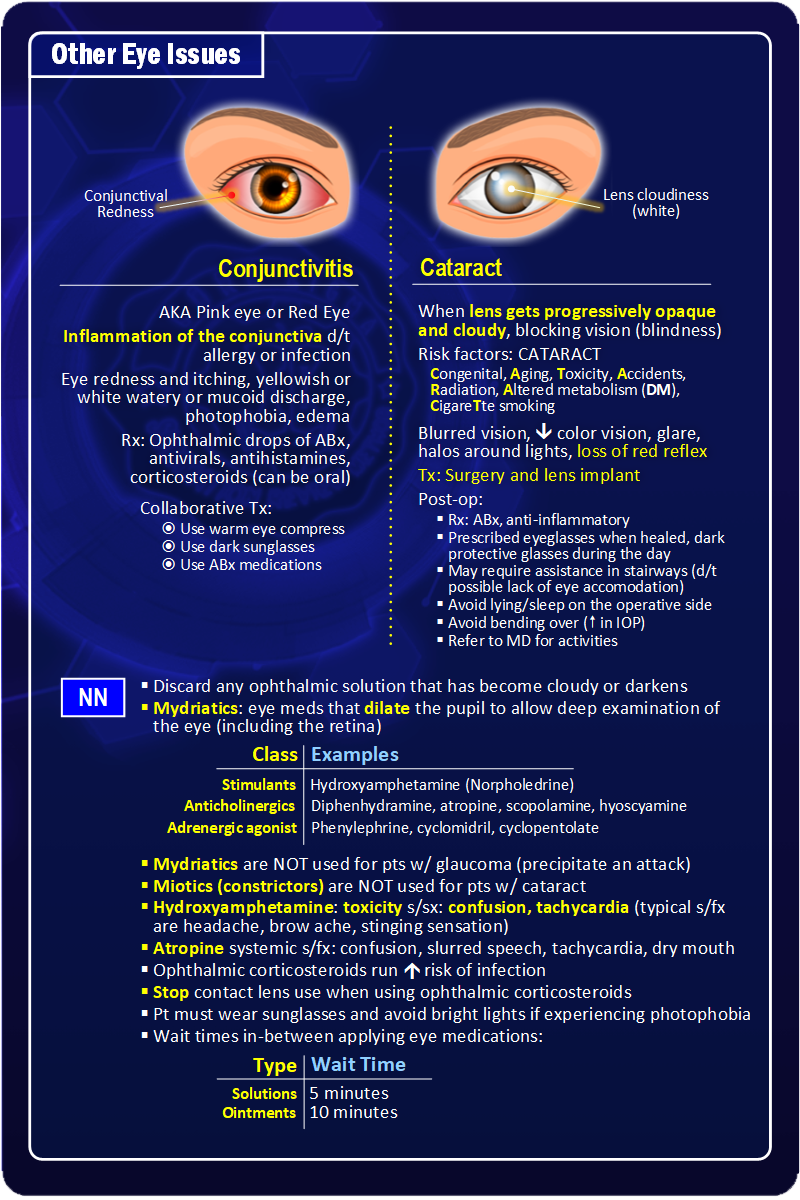 Other Eye Issues
Conjunctival
Redness
Lens cloudiness
(white)
Conjunctivitis
AKA Pink eye or Red Eye
Inflammation of the conjunctiva d/t
allergy or infection
Eye redness and itching, yellowish or
white watery or mucoid discharge,
photophobia, edema
Rx: Ophthalmic drops of ABx,
antivirals, antihistamines,
corticosteroids (can be oral)
Collaborative Tx:
◉ Use warm eye compress
◉ Use dark sunglasses
◉ Use ABx medications
Cataract
When lens gets progressively opaque
and cloudy, blocking vision (blindness)
Risk factors: CATARACT
Congenital, Aging, Toxicity, Accidents,
Radiation, Altered metabolism (DM),
CigareTte smoking
Blurred vision, ↓ color vision, glare,
halos around lights, loss of red reflex
Tx: Surgery and lens implant
Post-op:
▪ Rx: ABx, anti-inflammatory
▪ Prescribed eyeglasses when healed, dark
protective glasses during the day
▪ May require assistance in stairways (d/t
possible lack of eye accomodation)
▪ Avoid lying/sleep on the operative side
▪ Avoid bending over (↑ in IOP)
▪ Refer to MD for activities
NN
▪ Discard any ophthalmic solution that has become cloudy or darkens
▪ Mydriatics: eye meds that dilate the pupil to allow deep examination of
the eye (including the retina)
Class Examples
Stimulants Hydroxyamphetamine (Norpholedrine)
Anticholinergics Diphenhydramine, atropine, scopolamine, hyoscyamine
Adrenergic agonist Phenylephrine, cyclomidril, cyclopentolate
▪ Mydriatics are NOT used for pts w/ glaucoma (precipitate an attack)
▪ Miotics (constrictors) are NOT used for pts w/ cataract
▪ Hydroxyamphetamine: toxicity s/sx: confusion, tachycardia (typical s/fx
are headache, brow ache, stinging sensation)
▪ Atropine systemic s/fx: confusion, slurred speech, tachycardia, dry mouth
▪ Ophthalmic corticosteroids run ↑ risk of infection
▪ Stop contact lens use when using ophthalmic corticosteroids
▪ Pt must wear sunglasses and avoid bright lights if experiencing photophobia
▪ Wait times in-between applying eye medications:
Type Wait Time
Solutions 5 minutes
Ointments 10 minutes